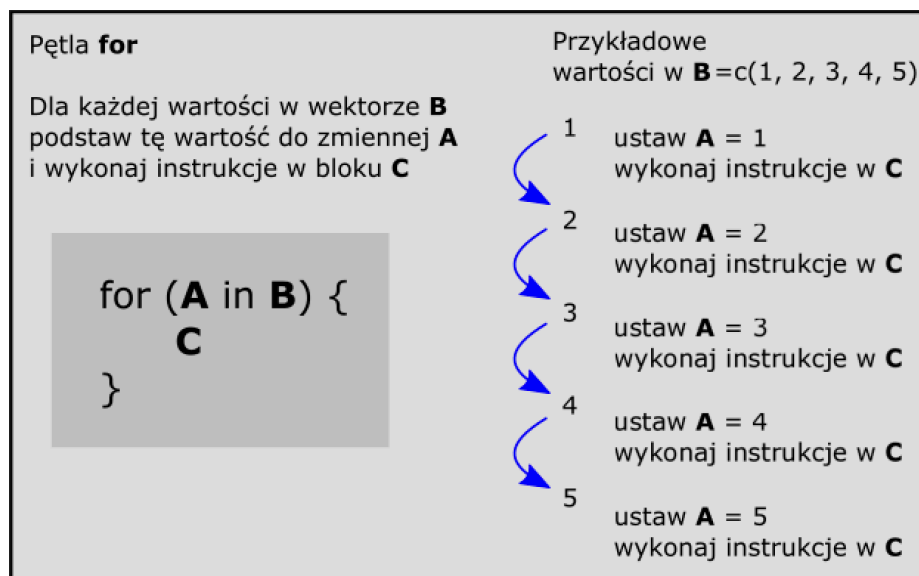 Pętla for
Dla każdej wartości w wektorze B
podstaw tę wartość do zmiennej A
i wykonaj instrukcje w bloku C
for (A in B) {
C
}
Przykładowe
wartości w B=c(1, 2, 3, 4, 5)
1
ustaw A = 1
wykonaj instrukcje w C
2
ustaw A = 2
wykonaj instrukcje w C
3
ustaw A = 3
wykonaj instrukcje w C
4
ustaw A = 4
wykonaj instrukcje w C
5
ustaw A = 5
wykonaj instrukcje w C